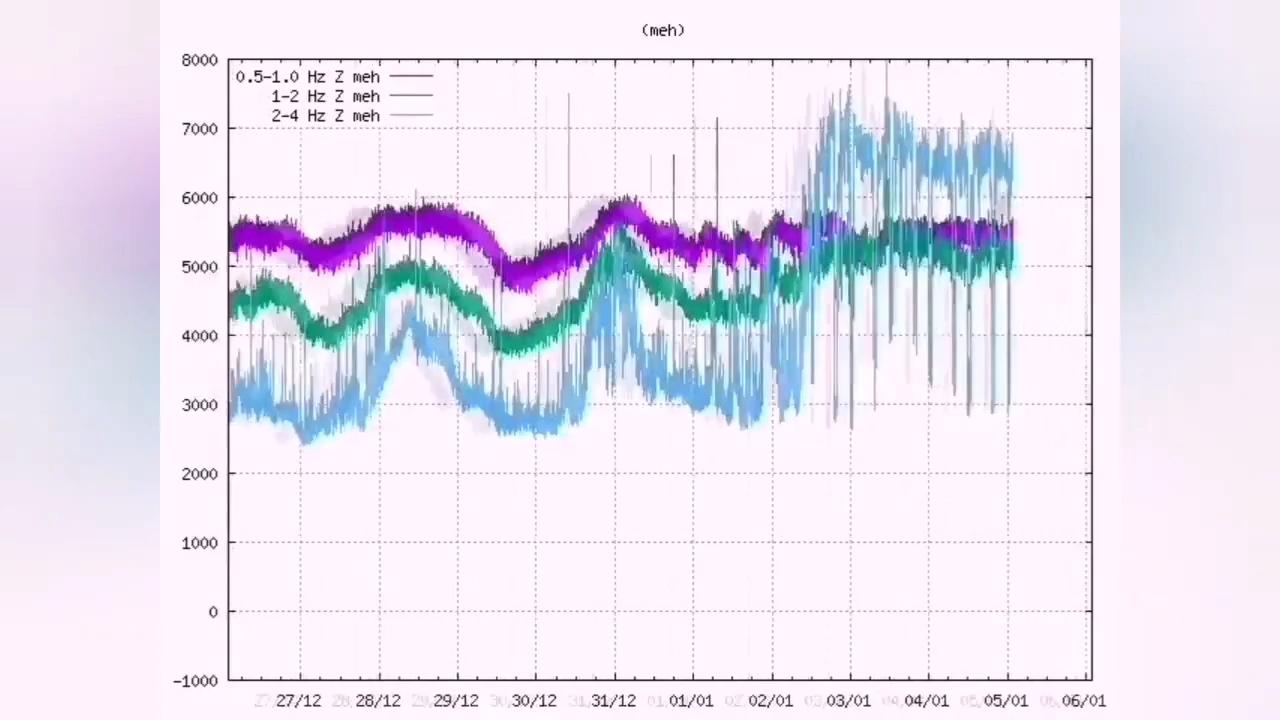 (meh)
8000
0.5-1.0 Hz Z meh
1-2 Hz Z meh
2-4 Hz Z meh
7000
6000
5000
4000
3000
2000
1000
0
-1000
27/12 28/12 29/12 30/12 31/12 01/01 02/01 03/01 04/01 05/01 06/01